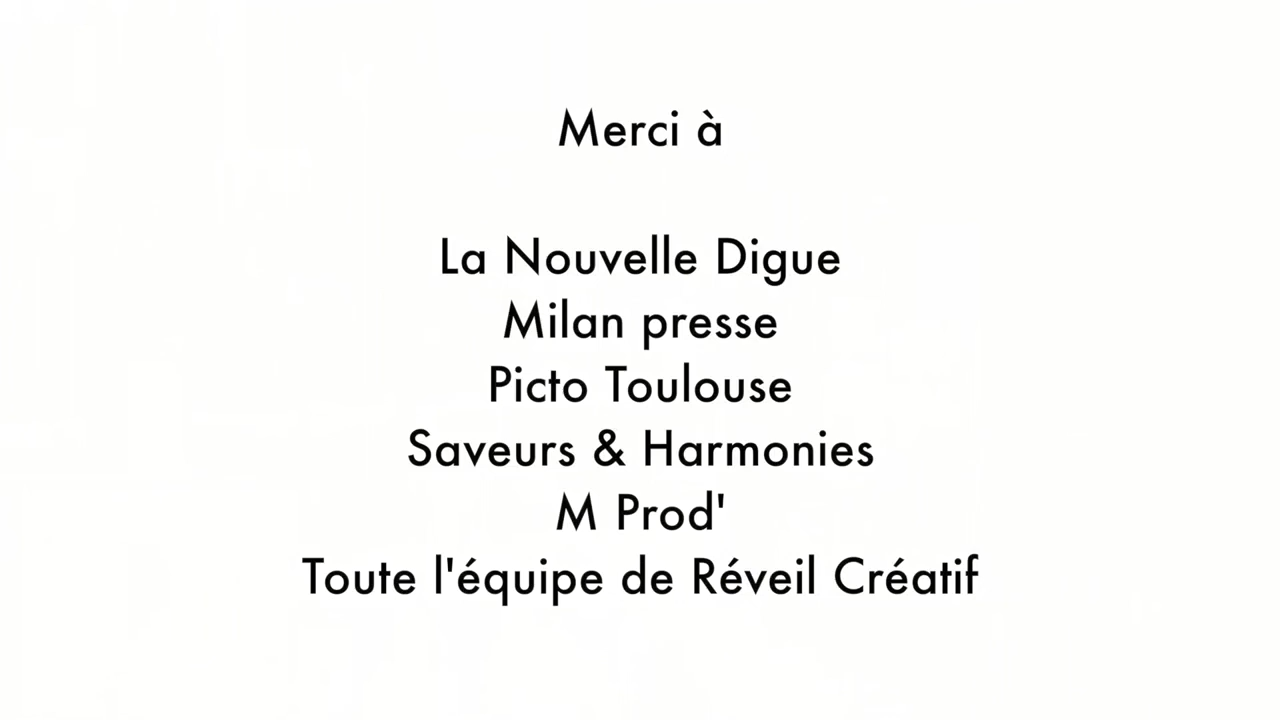 Merci à
La Nouvelle Digue
Milan presse
Picto Toulouse
Saveurs & Harmonies
M Prod'
Toute l'équipe de Réveil Créatif